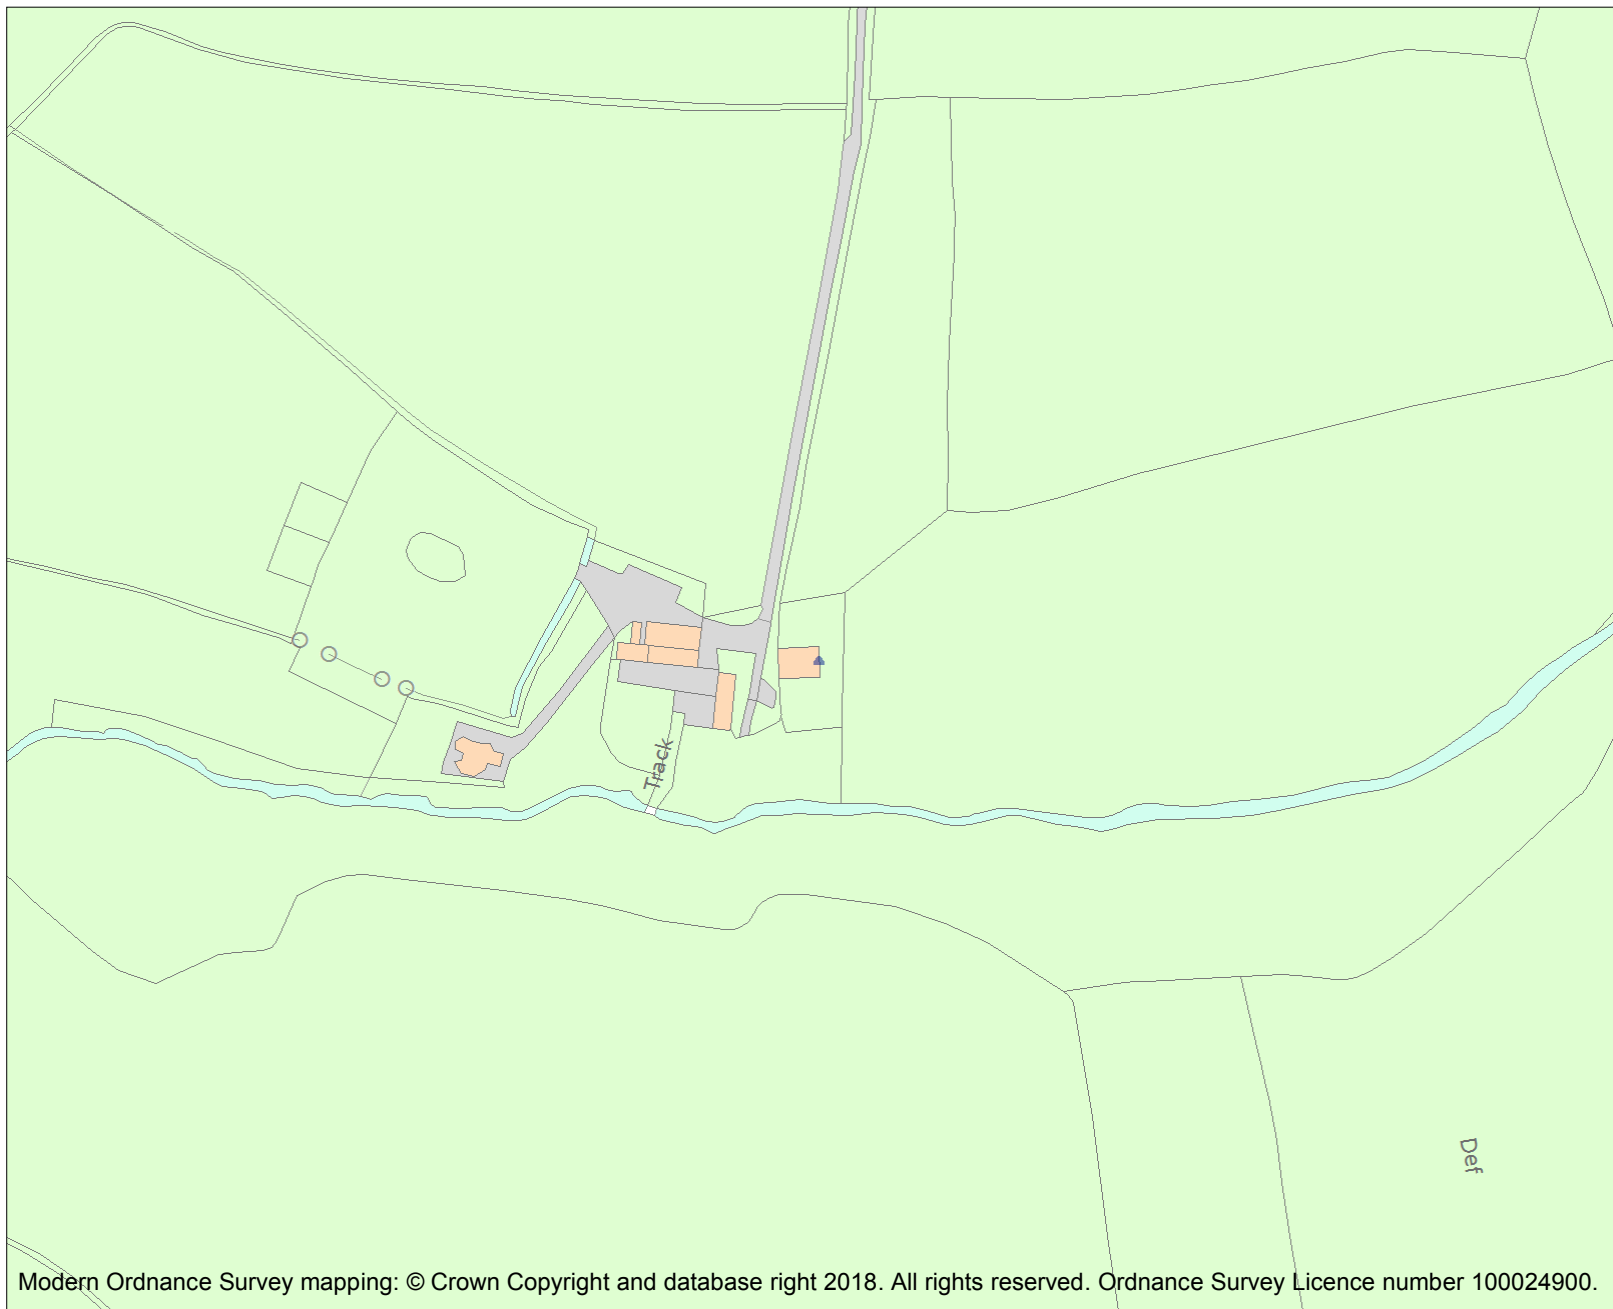 Track
Def
Modern Ordnance Survey mapping: © Crown Copyright and database right 2018. All rights reserved. Ordnance Survey Licence number 100024900.